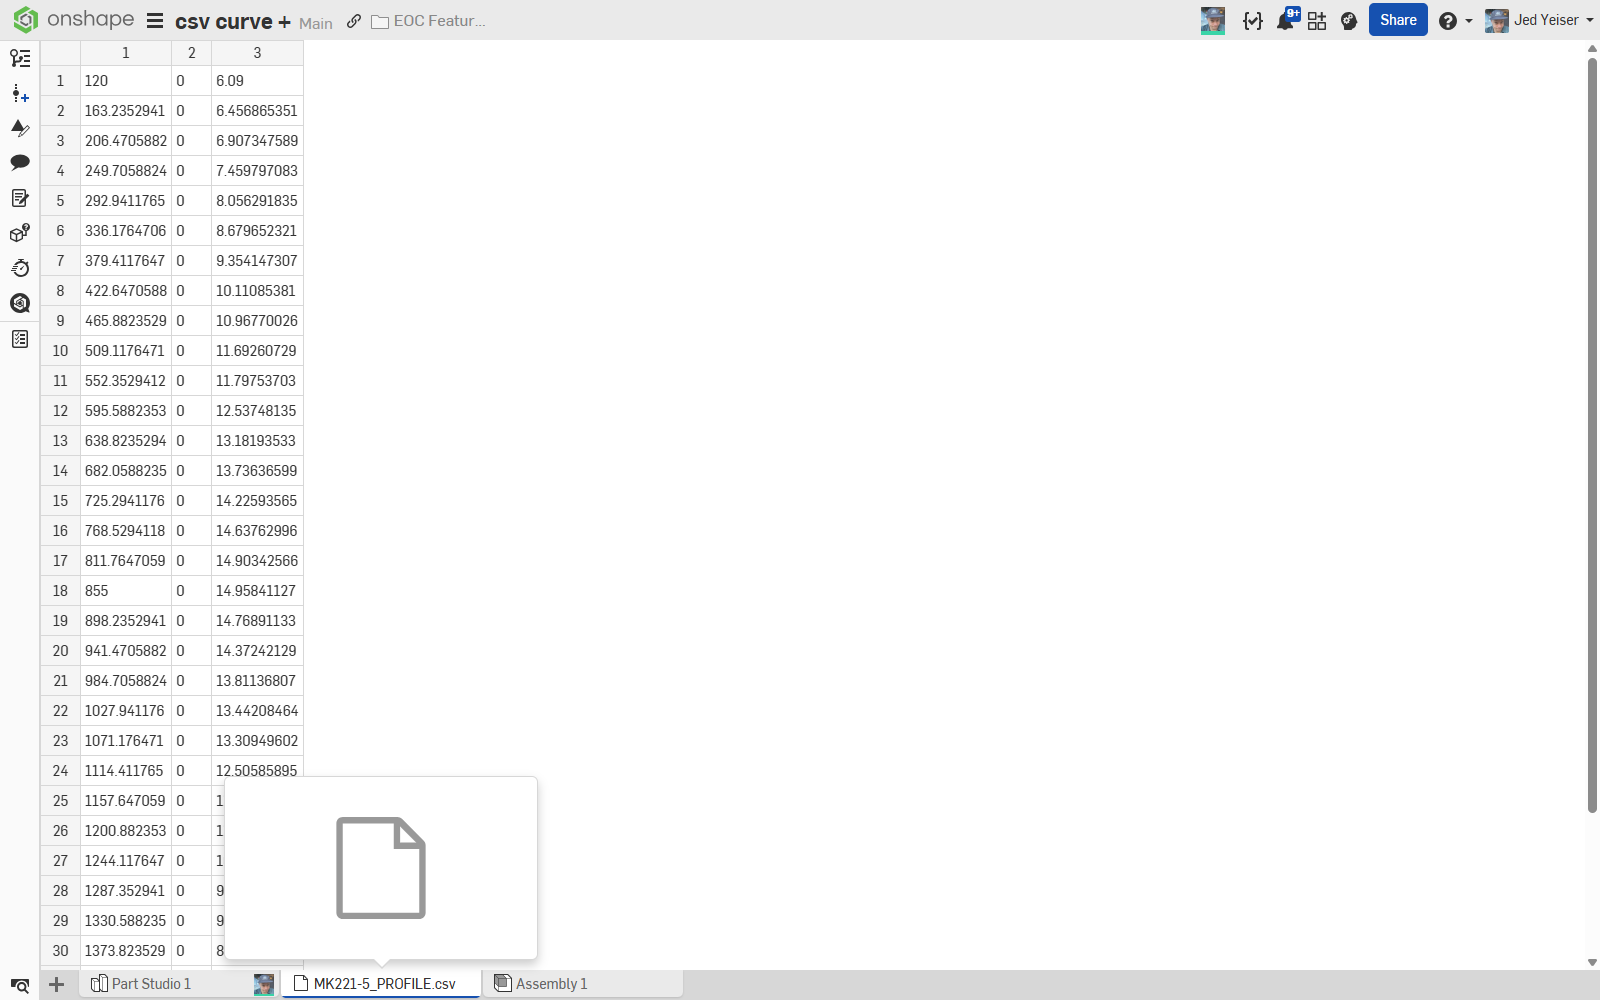 onshape csv curve + Main EOC Featur... 9+ Share Jed Yeiser
1 2 3
1 120 0 6.09
2 163.2352941 0 6.456865351
3 206.4705882 0 6.907347589
4 249.7058824 0 7.459797083
5 292.9411765 0 8.056291835
6 336.1764706 0 8.679652321
7 379.4117647 0 9.354147307
8 422.6470588 0 10.11085381
9 465.8823529 0 10.96770026
10 509.1176471 0 11.69260729
11 552.3529412 0 11.79753703
12 595.5882353 0 12.53748135
13 638.8235294 0 13.18193533
14 682.0588235 0 13.73636599
15 725.2941176 0 14.22593565
16 768.5294118 0 14.63762996
17 811.7647059 0 14.90342566
18 855 0 14.95841127
19 898.2352941 0 14.76891133
20 941.4705882 0 14.37242129
21 984.7058824 0 13.81136807
22 1027.941176 0 13.44208464
23 1071.176471 0 13.30949602
24 1114.411765 0 12.50585895
25 1157.647059 0 1
26 1200.882353 0 1
27 1244.117647 0 1
28 1287.352941 0 9
29 1330.588235 0 9
30 1373.823529 0 8
Part Studio 1 MK221-5_PROFILE.csv Assembly 1